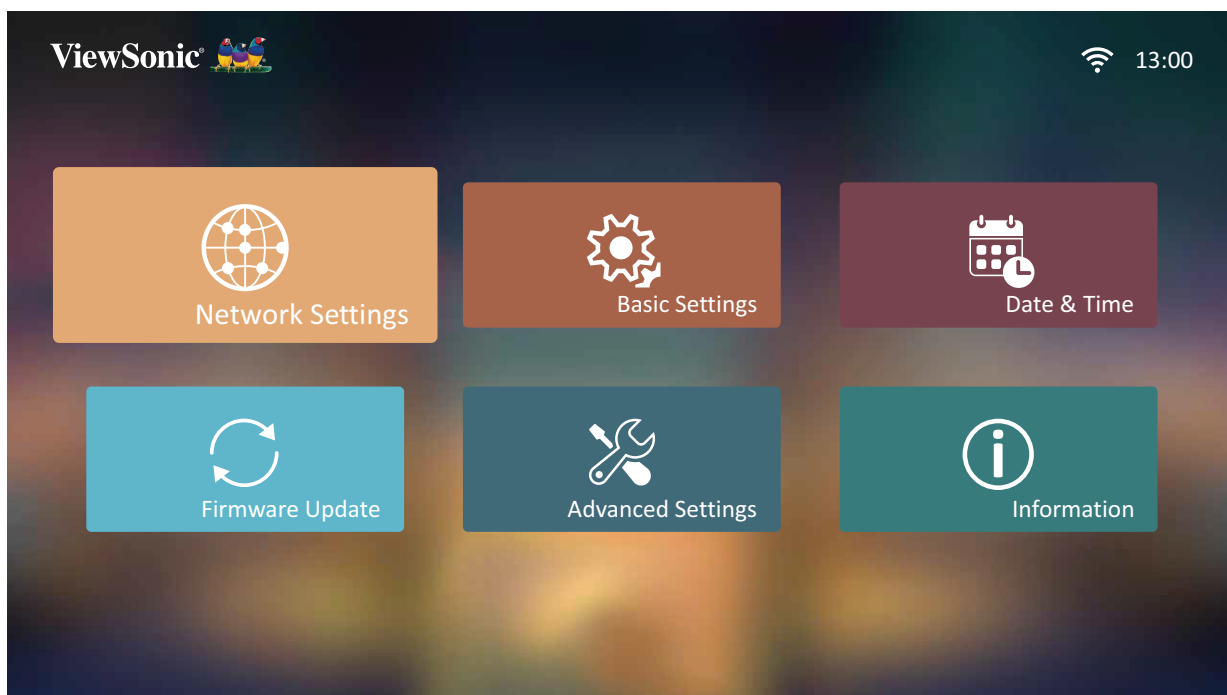 ViewSonic®
13:00
Network Settings
Basic Settings
Date & Time
Firmware Update
Advanced Settings
Information